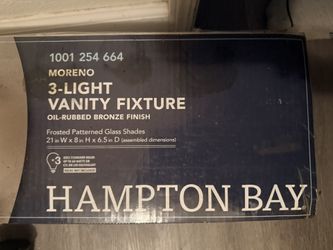 1001 254 664
MORENO
3-LIGHT
VANITY FIXTURE
OIL-RUBBED BRONZE FINISH
Frosted Patterned Glass Shades
21 in W x 8 in H x 6.5 in D (assembled dimensions)
3
HAMPTON BAY